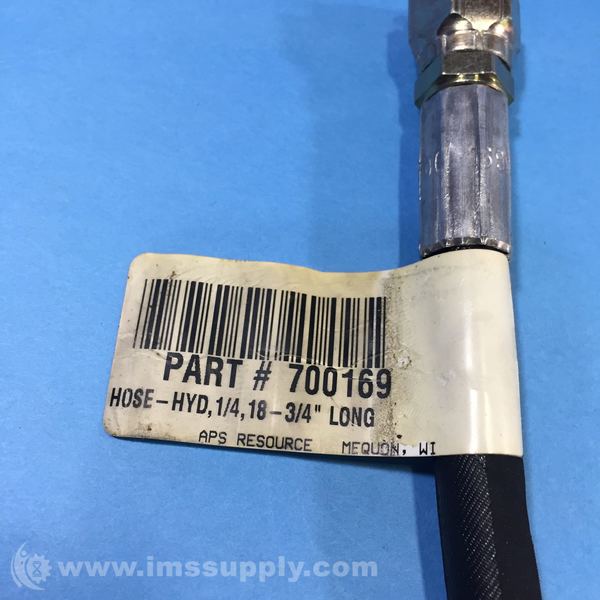 PART # 700169
HOSE-HYD,1/4,18-3/4" LONG
APS RESOURCE MEQUON, WI
www.imssupply.com